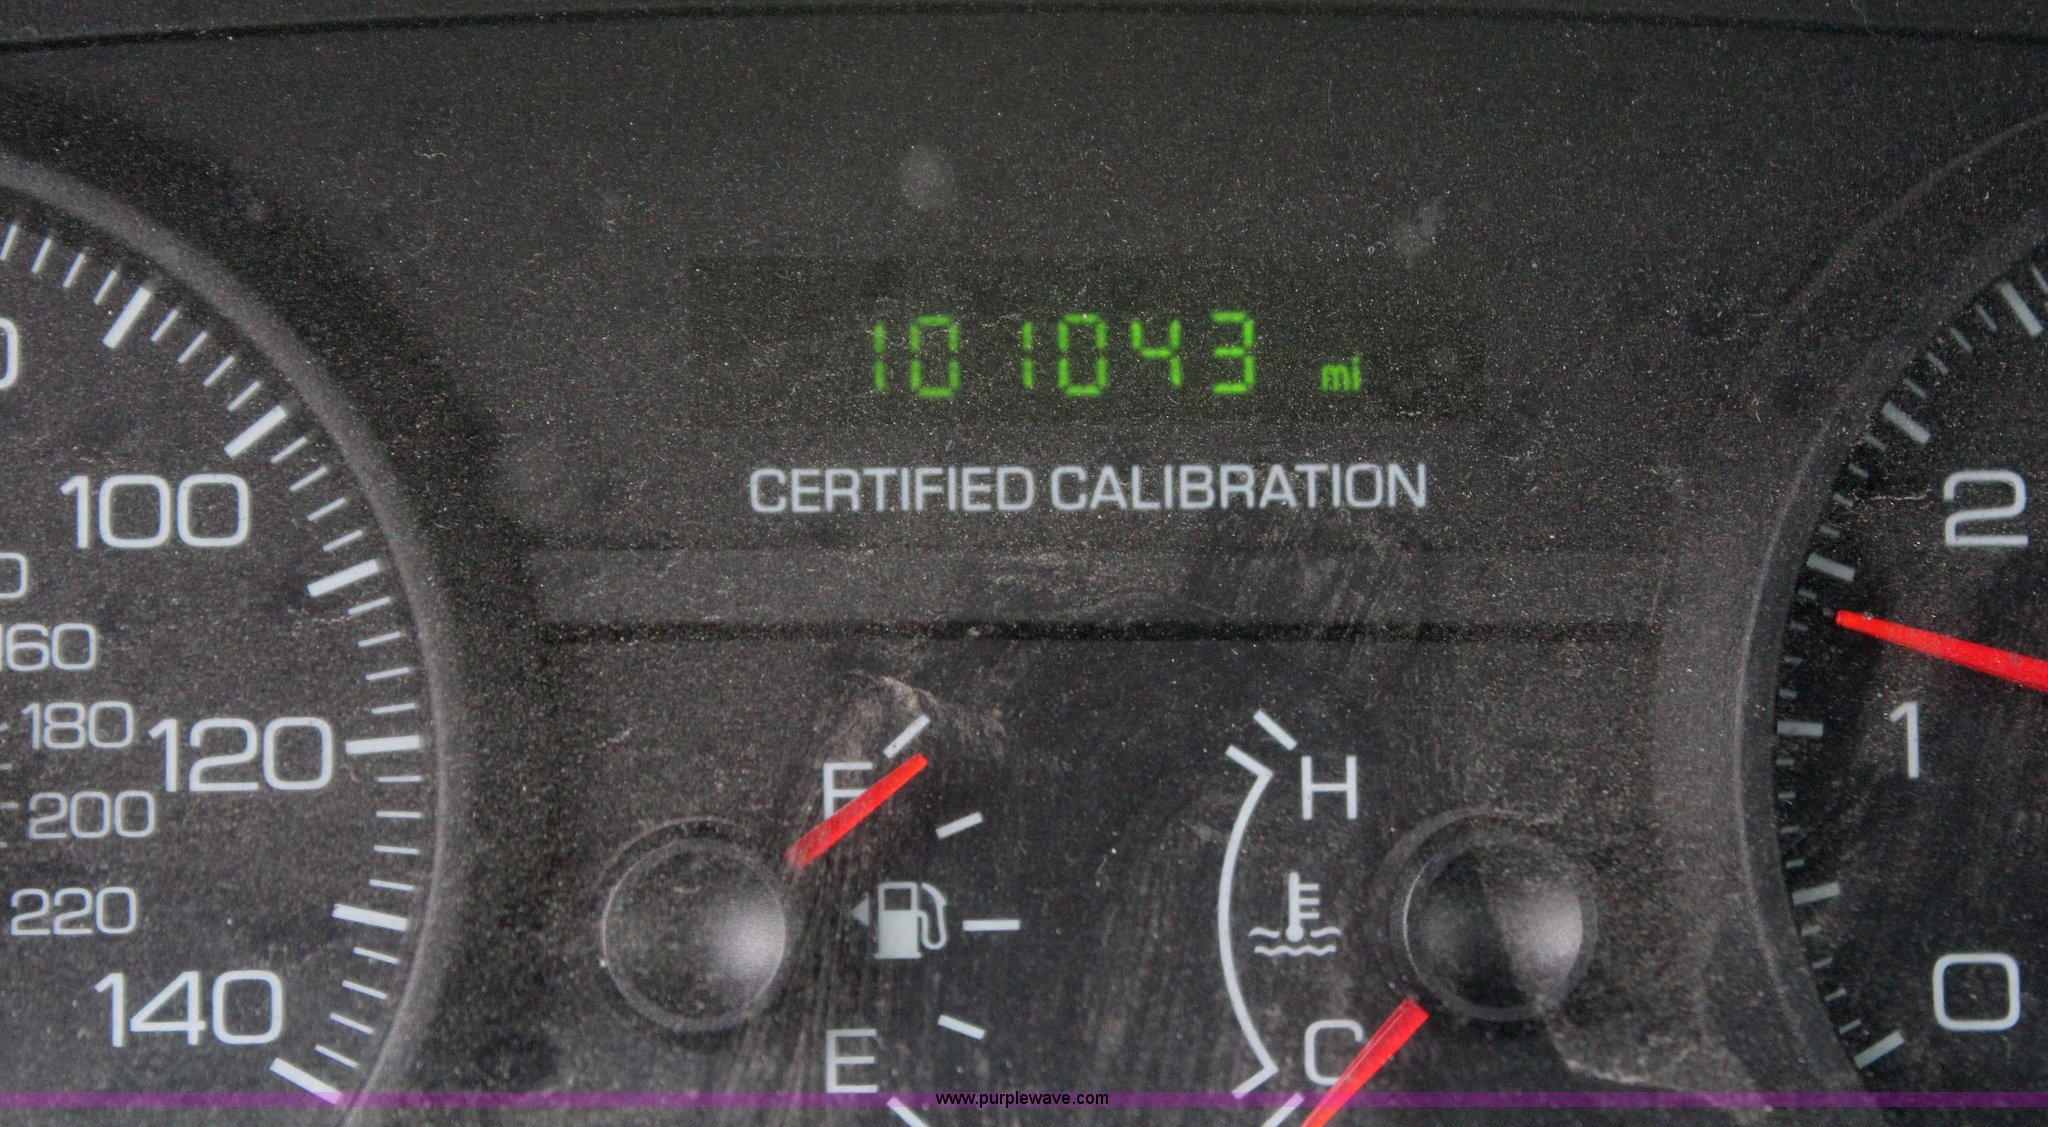 101043 mi
CERTIFIED CALIBRATION
100
160
180
120
200
220
140
F
E
H
C
2
1
0
www.purplewave.com